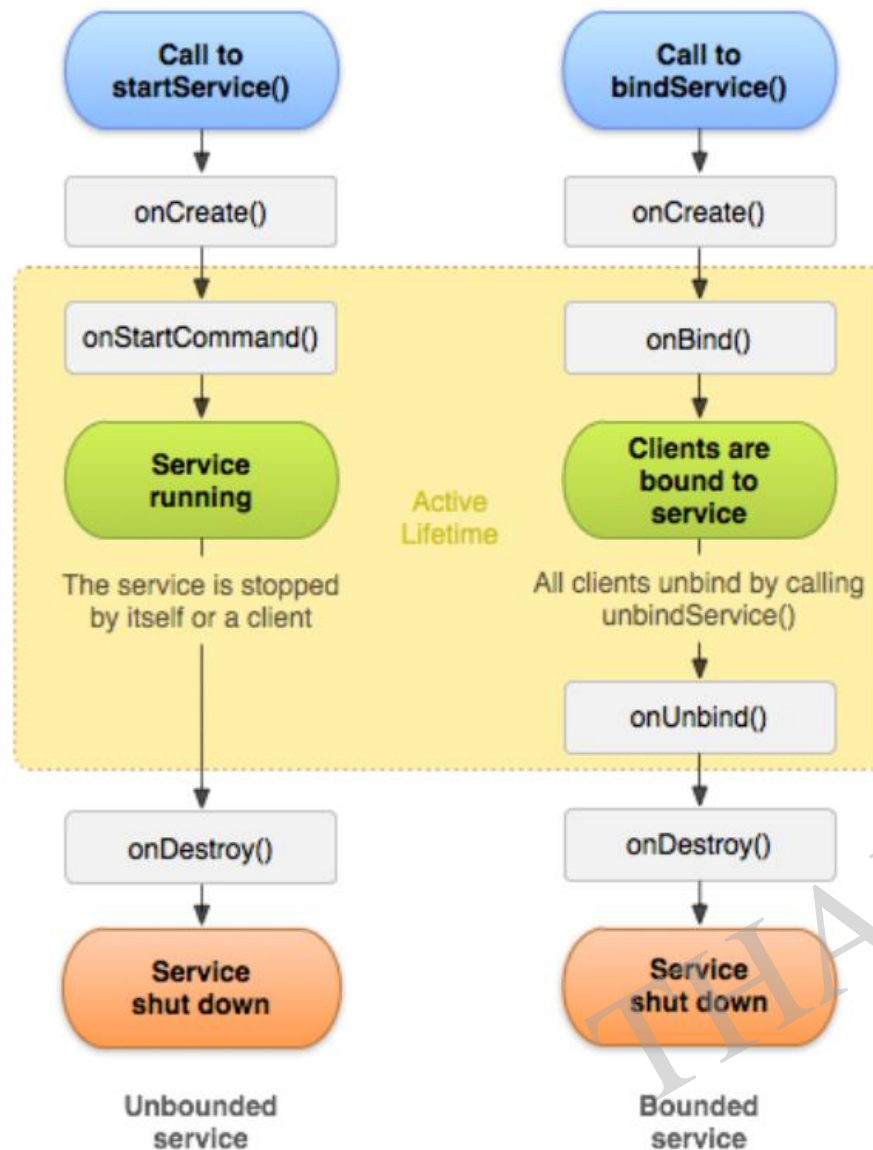 Call to
startService()
onCreate()
onStartCommand()
Service
running
The service is stopped
by itself or a client
onDestroy()
Service
shut down
Unbounded
service
Active
Lifetime
Call to
bindService()
onCreate()
onBind()
Clients are
bound to
service
All clients unbind by calling
unbindService()
onUnbind()
onDestroy()
Service
shut down
Bounded
service